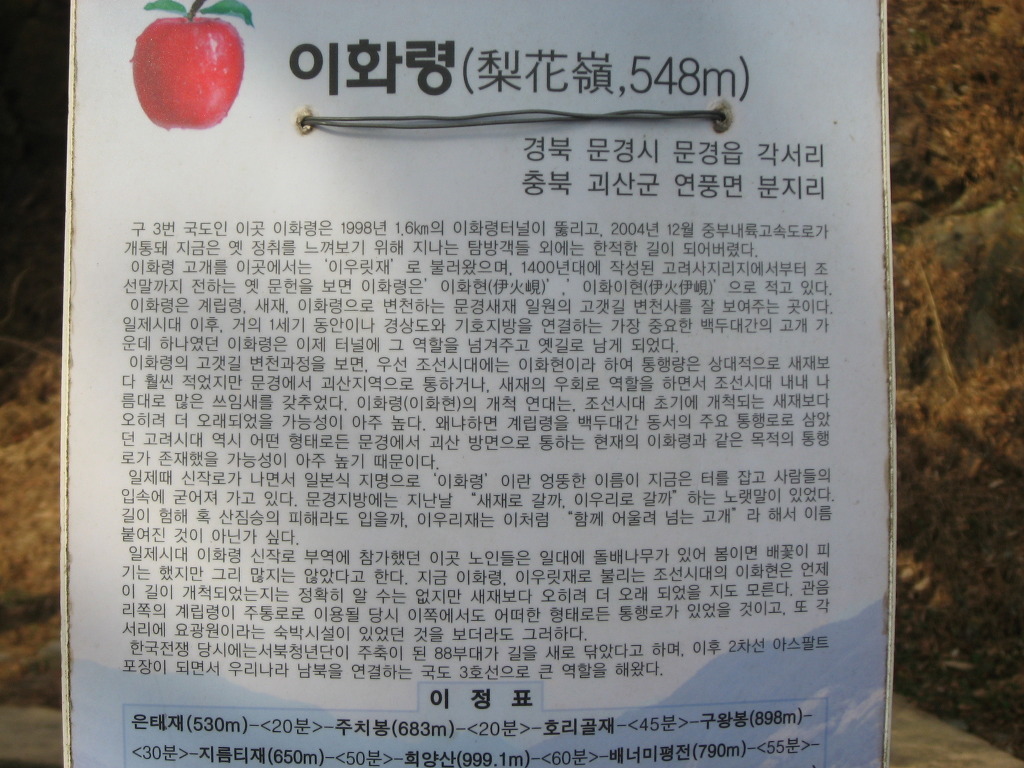 이화령(梨花嶺,548m)
경북 문경시 문경읍 각서리
충북 괴산군 연풍면 분지리
구 3번 국도인 이곳 이화령은 1998년 1.6km의 이화령터널이 뚫리고, 2004년 12월 중부내륙고속도로가
개통돼 지금은 옛 정취를 느껴보기 위해 지나는 탐방객들 외에는 한적한 길이 되어버렸다.
이화령 고개를 이곳에서는 '이우릿재' 로 불러왔으며, 1400년대에 작성된 고려사지리지에서부터 조
선말까지 전하는 옛 문헌을 보면 이화령은' 이화현(伊火峴)' , ' 이화이현(伊火伊峴)' 으로 적고 있다.
이화령은 계립령, 새재, 이화령으로 변천하는 문경새재 일원의 고갯길 변천사를 잘 보여주는 곳이다.
일제시대 이후, 거의 1세기 동안이나 경상도와 기호지방을 연결하는 가장 중요한 백두대간의 고개 가
운데 하나였던 이화령은 이제 터널에 그 역할을 넘겨주고 옛길로 남게 되었다.
이화령의 고갯길 변천과정을 보면, 우선 조선시대에는 이화현이라 하여 통행량은 상대적으로 새재보
다 훨씬 적었지만 문경에서 괴산지역으로 통하거나, 새재의 우회로 역할을 하면서 조선시대 내내 나
름대로 많은 쓰임새를 갖추었다. 이화령(이화현)의 개척 연대는, 조선시대 초기에 개척되는 새재보다
오히려 더 오래되었을 가능성이 아주 높다. 왜냐하면 계립령을 백두대간 동서의 주요 통행로로 삼았
던 고려시대 역시 어떤 형태로든 문경에서 괴산 방면으로 통하는 현재의 이화령과 같은 목적의 통행
로가 존재했을 가능성이 아주 높기 때문이다.
일제때 신작로가 나면서 일본식 지명으로 '이화령' 이란 엉뚱한 이름이 지금은 터를 잡고 사람들의
입속에 굳어져 가고 있다. 문경지방에는 지난날 "새재로 갈까, 이우리로 갈까" 하는 노랫말이 있었다.
길이 험해 혹 산짐승의 피해라도 입을까, 이우리재는 이처럼 "함께 어울려 넘는 고개" 라 해서 이름
붙여진 것이 아닌가 싶다.
일제시대 이화령 신작로 부역에 참가했던 이곳 노인들은 일대에 돌배나무가 있어 봄이면 배꽃이 피
기는 했지만 그리 많지는 않았다고 한다. 지금 이화령, 이우릿재로 불리는 조선시대의 이화현은 언제
이 길이 개척되었는지는 정확히 알 수는 없지만 새재보다 오히려 더 오래 되었을 지도 모른다. 관음
리쪽의 계립령이 주통로로 이용될 당시 이쪽에서도 어떠한 형태로든 통행로가 있었을 것이고, 또 각
서리에 요광원이라는 숙박시설이 있었던 것을 보더라도 그러하다.
한국전쟁 당시에는서북청년단이 주축이 된 88부대가 길을 새로 닦았다고 하며, 이후 2차선 아스팔트
포장이 되면서 우리나라 남북을 연결하는 국도 3호선으로 큰 역할을 해왔다.
이 정 표
은태재(530m)-<20분>-주치봉(683m)-<20분>-호리골재-<45분>-구왕봉(898m)-
<30분>-지름티재(650m)-<50분>-희양산(999.1m)-<60분>-배너미평전(790m)-<55분>-